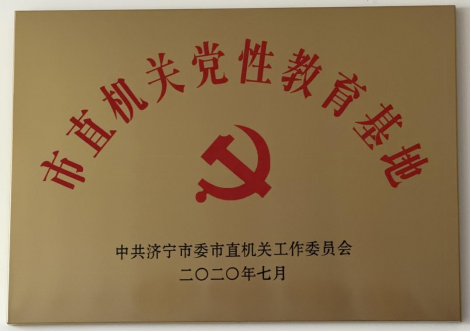 市直机关党性教育基地
中共济宁市委市直机关工作委员会
二〇二〇年七月